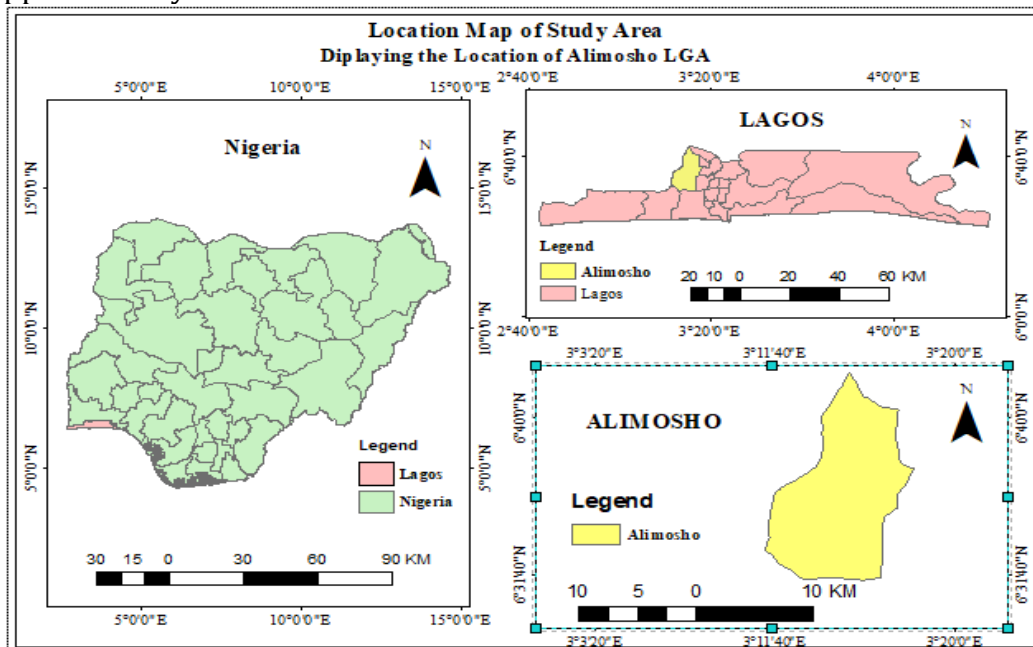 Location Map of Study Area
Diplaying the Location of Alimosho LGA
5°0'0"E 10°0'0"E 15°0'0"E
Nigeria
N
15°0'0"N
15°0'0"N
10°0'0"N
10°0'0"N
5°0'0"N
5°0'0"N
Legend
Lagos
Nigeria
30 15 0 30 60 90 KM
5°0'0"E 10°0'0"E 15°0'0"E
2°40'0"E 3°20'0"E 4°0'0"E
LAGOS
N
6°40'0"N
6°40'0"N
Legend
Alimosho
Lagos
20 10 0 20 40 60 KM
6°0'0"N
2°40'0"E 3°20'0"E 4°0'0"E
3°3'20"E 3°11'40"E 3°20'0"E
ALIMOSHO
N
6°40'0"N
6°40'0"N
Legend
Alimosho
6°31'40"N
6°31'40"N
10 5 0 10 KM
3°3'20"E 3°11'40"E 3°20'0"E